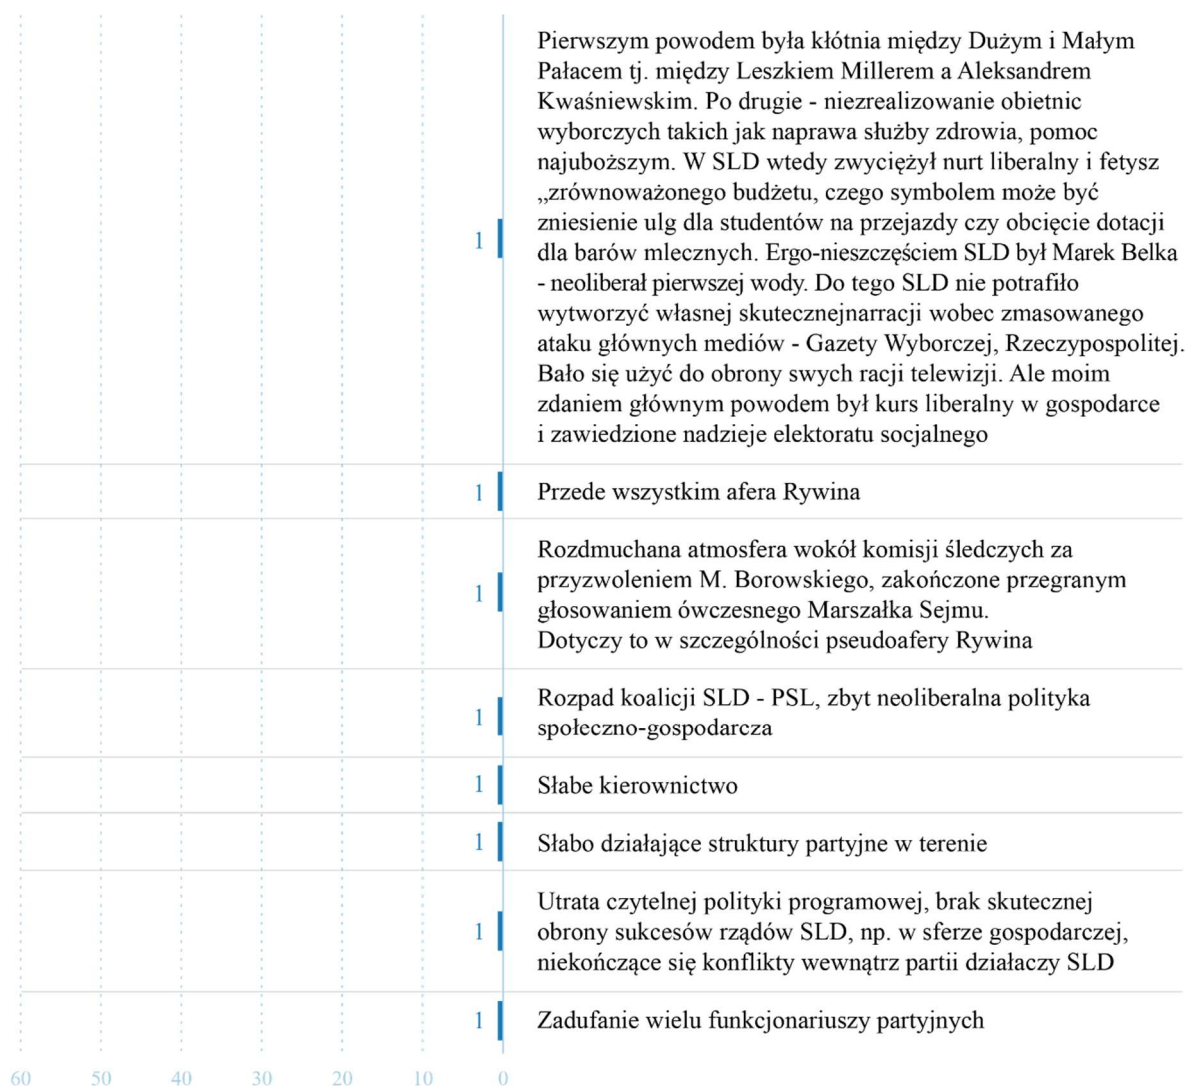 Pierwszym powodem była kłótnia między Dużym i Małym
Pałacem tj. między Leszkiem Millerem a Aleksandrem
Kwaśniewskim. Po drugie - niezrealizowanie obietnic
wyborczych takich jak naprawa służby zdrowia, pomoc
najuboższym. W SLD wtedy zwyciężył nurt liberalny i fetysz
„zrównoważonego budżetu, czego symbolem może być
zniesienie ulg dla studentów na przejazdy czy obcięcie dotacji
1 dla barów mlecznych. Ergo-nieszczęściem SLD był Marek Belka
- neoliberał pierwszej wody. Do tego SLD nie potrafiło
wytworzyć własnej skutecznejnarracji wobec zmasowanego
ataku głównych mediów - Gazety Wyborczej, Rzeczypospolitej.
Bało się użyć do obrony swych racji telewizji. Ale moim
zdaniem głównym powodem był kurs liberalny w gospodarce
i zawiedzione nadzieje elektoratu socjalnego
1 Przede wszystkim afera Rywina
Rozdmuchana atmosfera wokół komisji śledczych za
1 przyzwoleniem M. Borowskiego, zakończone przegranym
głosowaniem ówczesnego Marszałka Sejmu.
Dotyczy to w szczególności pseudoafery Rywina
1 Rozpad koalicji SLD - PSL, zbyt neoliberalna polityka
społeczno-gospodarcza
1 Słabe kierownictwo
1 Słabo działające struktury partyjne w terenie
Utrata czytelnej polityki programowej, brak skutecznej
1 obrony sukcesów rządów SLD, np. w sferze gospodarczej,
niekończące się konflikty wewnątrz partii działaczy SLD
1 Zadufanie wielu funkcjonariuszy partyjnych
60 50 40 30 20 10 0